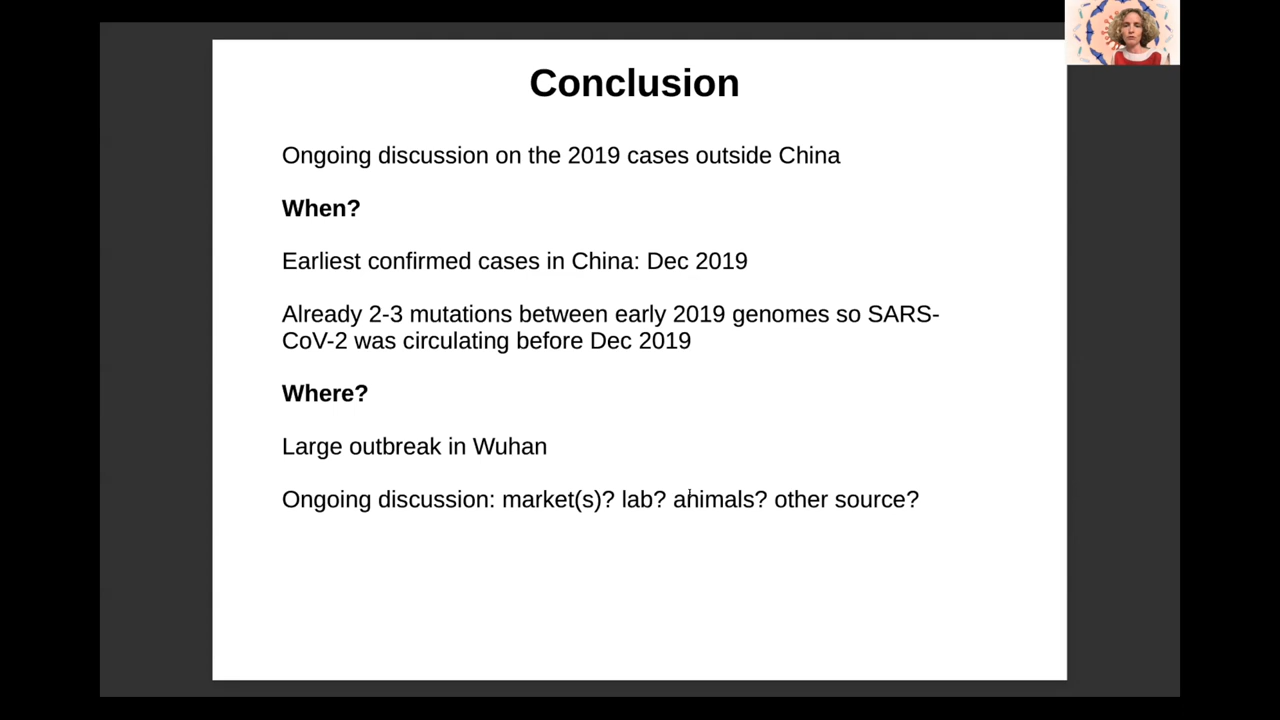 Conclusion
Ongoing discussion on the 2019 cases outside China
When?
Earliest confirmed cases in China: Dec 2019
Already 2-3 mutations between early 2019 genomes so SARS-
CoV-2 was circulating before Dec 2019
Where?
Large outbreak in Wuhan
Ongoing discussion: market(s)? lab? animals? other source?